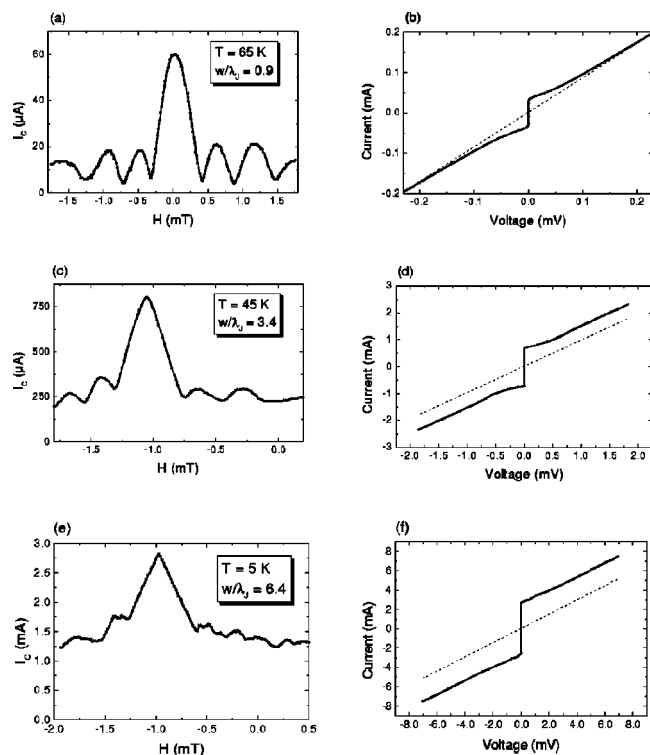 (a)
T = 65 K
w/λJ = 0.9
60
40
20
0
IC (μA)
-1.5 -1.0 -0.5 0.0 0.5 1.0 1.5
H (mT)
(b)
0.2
0.1
0.0
-0.1
-0.2
Current (mA)
-0.2 -0.1 0.0 0.1 0.2
Voltage (mV)
(c)
T = 45 K
w/λJ = 3.4
750
500
250
0
IC (μA)
-1.5 -1.0 -0.5 0.0
H (mT)
(d)
3
2
1
0
-1
-2
-3
Current (mA)
-2.0 -1.5 -1.0 -0.5 0.0 0.5 1.0 1.5 2.0
Voltage (mV)
(e)
T = 5 K
w/λJ = 6.4
3.0
2.5
2.0
1.5
1.0
0.5
0.0
IC (mA)
-2.0 -1.5 -1.0 -0.5 0.0 0.5
H (mT)
(f)
8
6
4
2
0
-2
-4
-6
-8
Current (mA)
-8.0 -6.0 -4.0 -2.0 0.0 2.0 4.0 6.0 8.0
Voltage (mV)